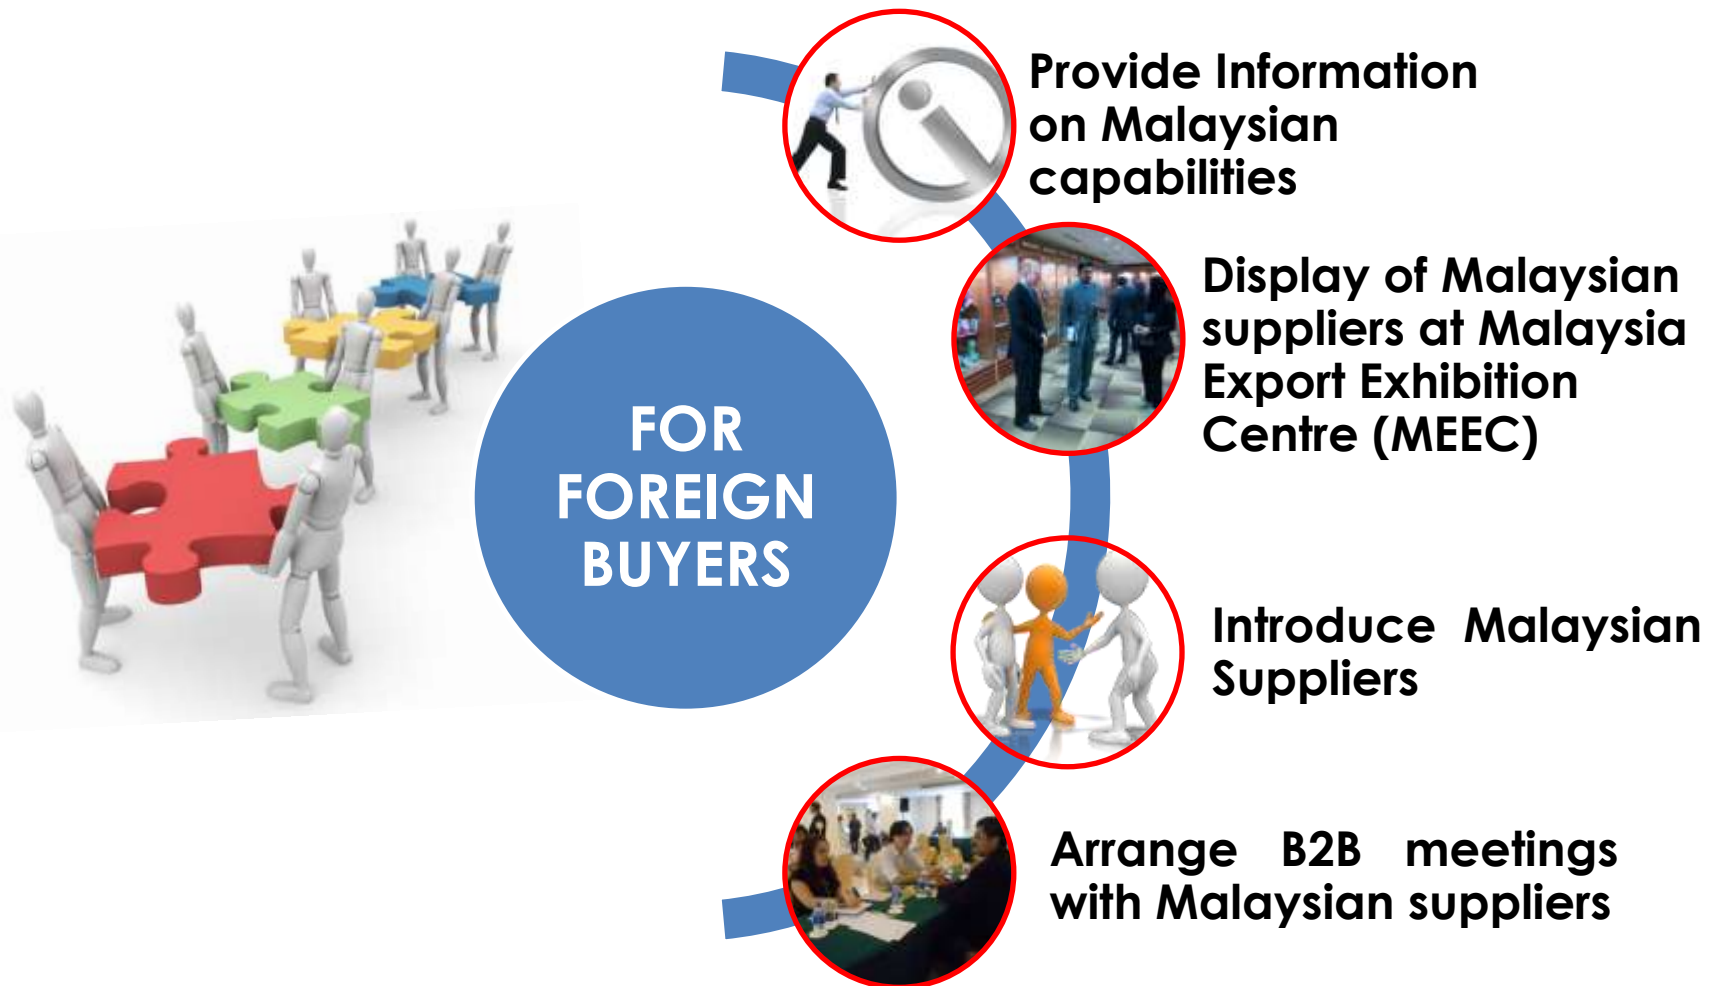 Provide Information
on Malaysian
capabilities
Display of Malaysian
suppliers at Malaysia
Export Exhibition
Centre (MEEC)
FOR
FOREIGN
BUYERS
Introduce Malaysian
Suppliers
Arrange B2B meetings
with Malaysian suppliers